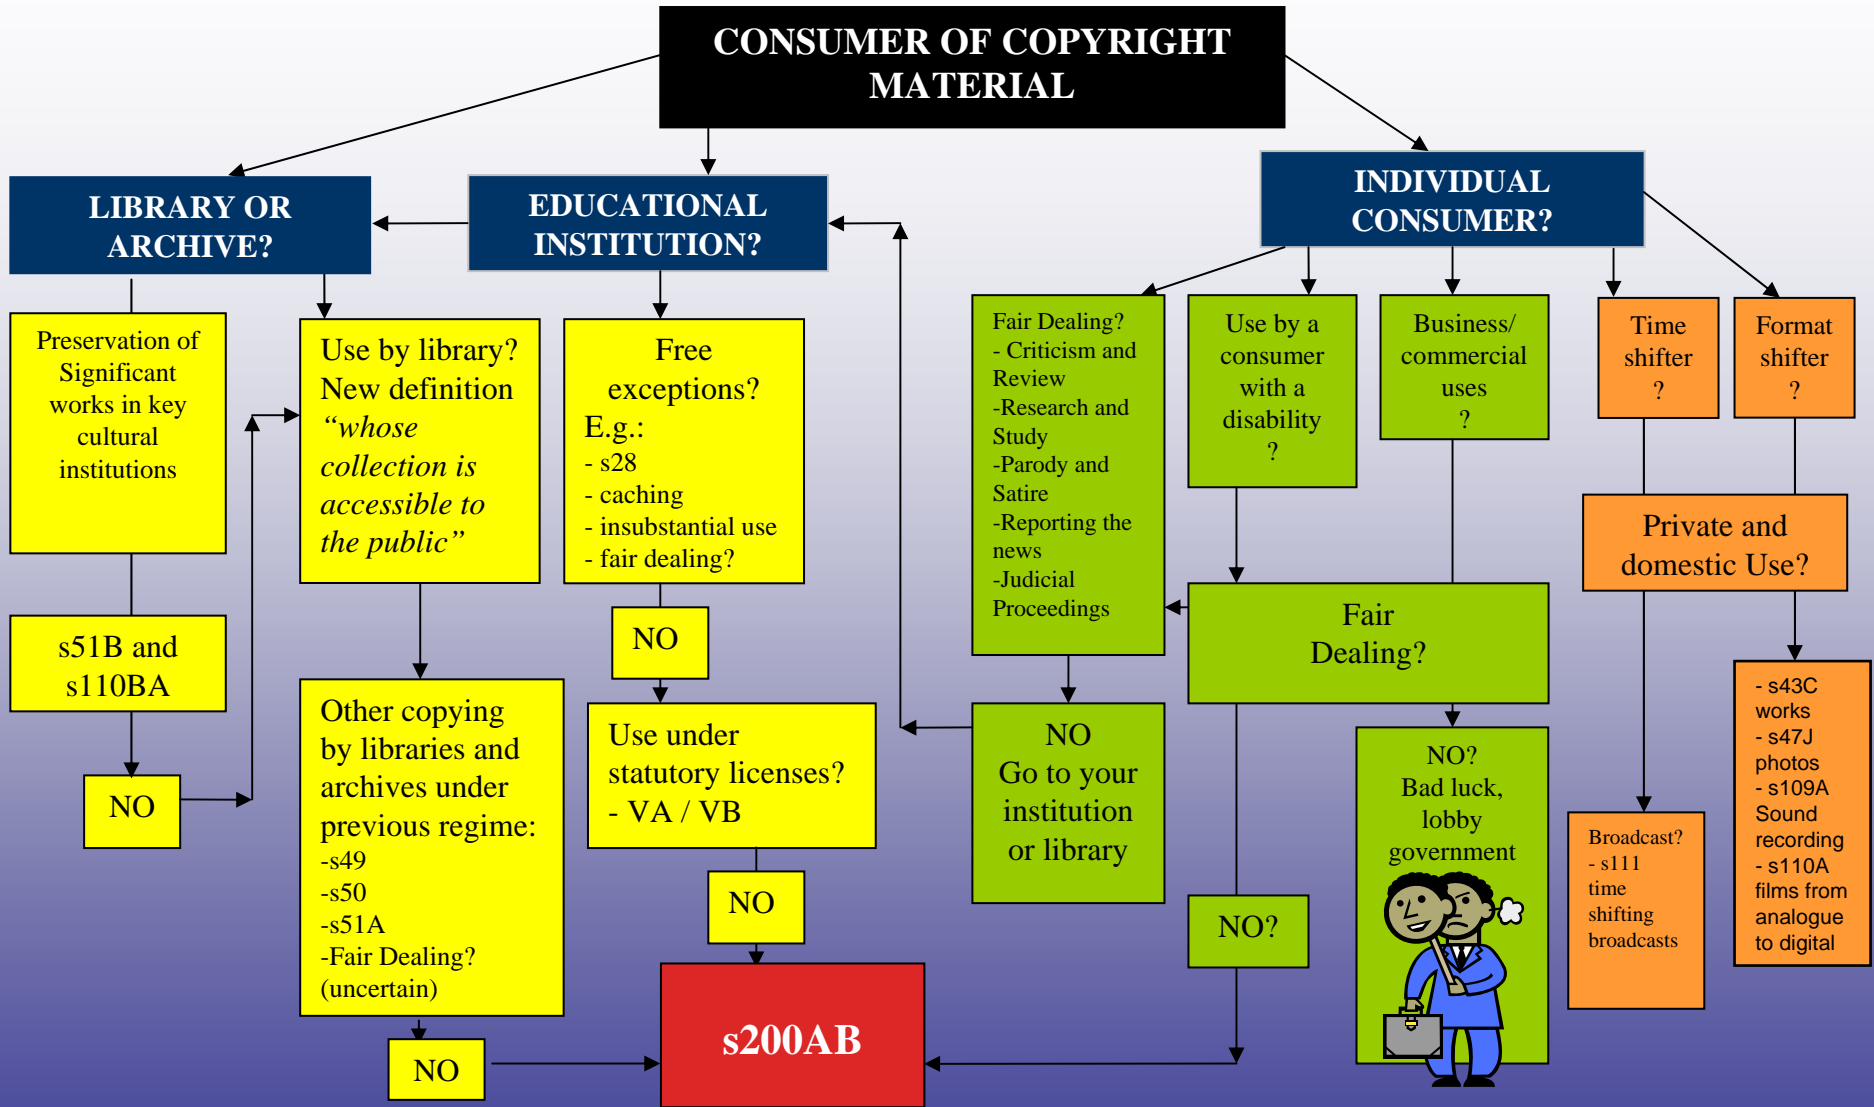 CONSUMER OF COPYRIGHT
MATERIAL
LIBRARY OR
ARCHIVE?
EDUCATIONAL
INSTITUTION?
INDIVIDUAL
CONSUMER?
Preservation of
Significant
works in key
cultural
institutions
s51B and
s110BA
NO
Use by library?
New definition
“whose
collection is
accessible to
the public”
Other copying
by libraries and
archives under
previous regime:
-s49
-s50
-s51A
-Fair Dealing?
(uncertain)
NO
Free
exceptions?
E.g.:
- s28
- caching
- insubstantial use
- fair dealing?
NO
Use under
statutory licenses?
- VA / VB
NO
s200AB
Fair Dealing?
- Criticism and
Review
-Research and
Study
-Parody and
Satire
-Reporting the
news
-Judicial
Proceedings
NO
Go to your
institution
or library
Use by a
consumer
with a
disability
?
Business/
commercial
uses
?
Fair
Dealing?
NO?
NO?
Bad luck,
lobby
government
Time
shifter
?
Format
shifter
?
Private and
domestic Use?
Broadcast?
- s111
time
shifting
broadcasts
- s43C
works
- s47J
photos
- s109A
Sound
recording
- s110A
films from
analogue
to digital